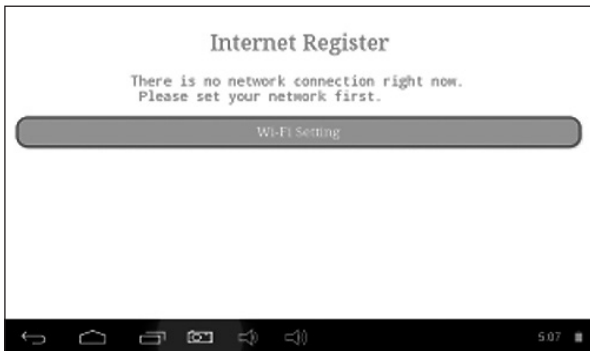 Internet Register
There is no network connection right now.
Please set your network first.
Wi-Fi Setting
5:07